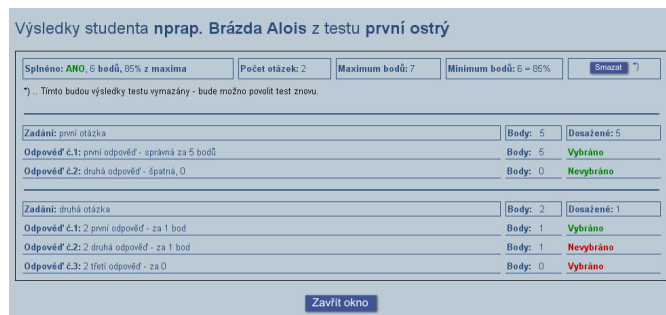 Výsledky studenta nprap. Brázda Alois z testu první ostrý
Splněno: ANO, 6 bodů, 85% z maxima Počet otázek: 2 Maximum bodů: 7 Minimum bodů: 6 = 85% Smazat *)
*) .. Tímto budou výsledky testu vymazány - bude možno povolit test znovu.
Zadání: první otázka Body: 5 Dosažené: 5
Odpověď č.1: první odpověď - správná za 5 bodů Body: 5 Vybráno
Odpověď č.2: druhá odpověď - špatná, 0 Body: 0 Nevybráno
Zadání: druhá otázka Body: 2 Dosažené: 1
Odpověď č.1: 2 první odpověď - za 1 bod Body: 1 Vybráno
Odpověď č.2: 2 druhá odpověď - za 1 bod Body: 1 Nevybráno
Odpověď č.3: 2 třetí odpověď - za 0 Body: 0 Vybráno
Zavřít okno